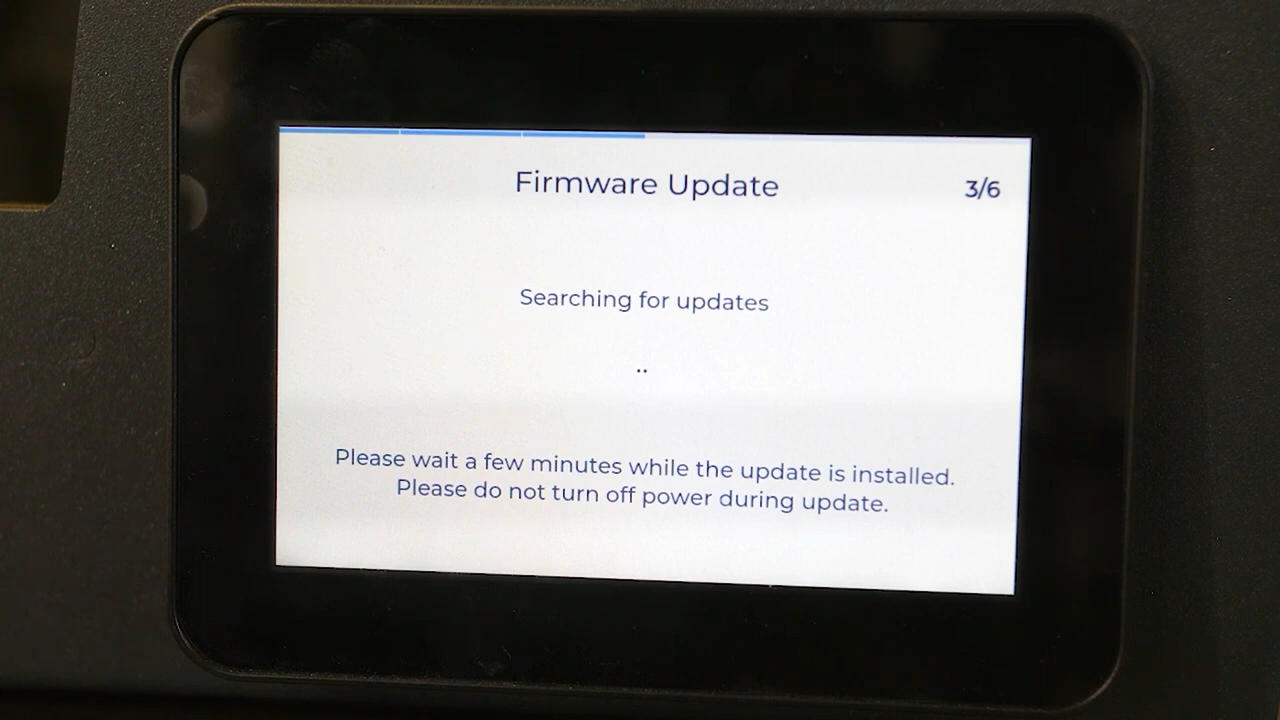 Firmware Update
3/6
Searching for updates
..
Please wait a few minutes while the update is installed.
Please do not turn off power during update.